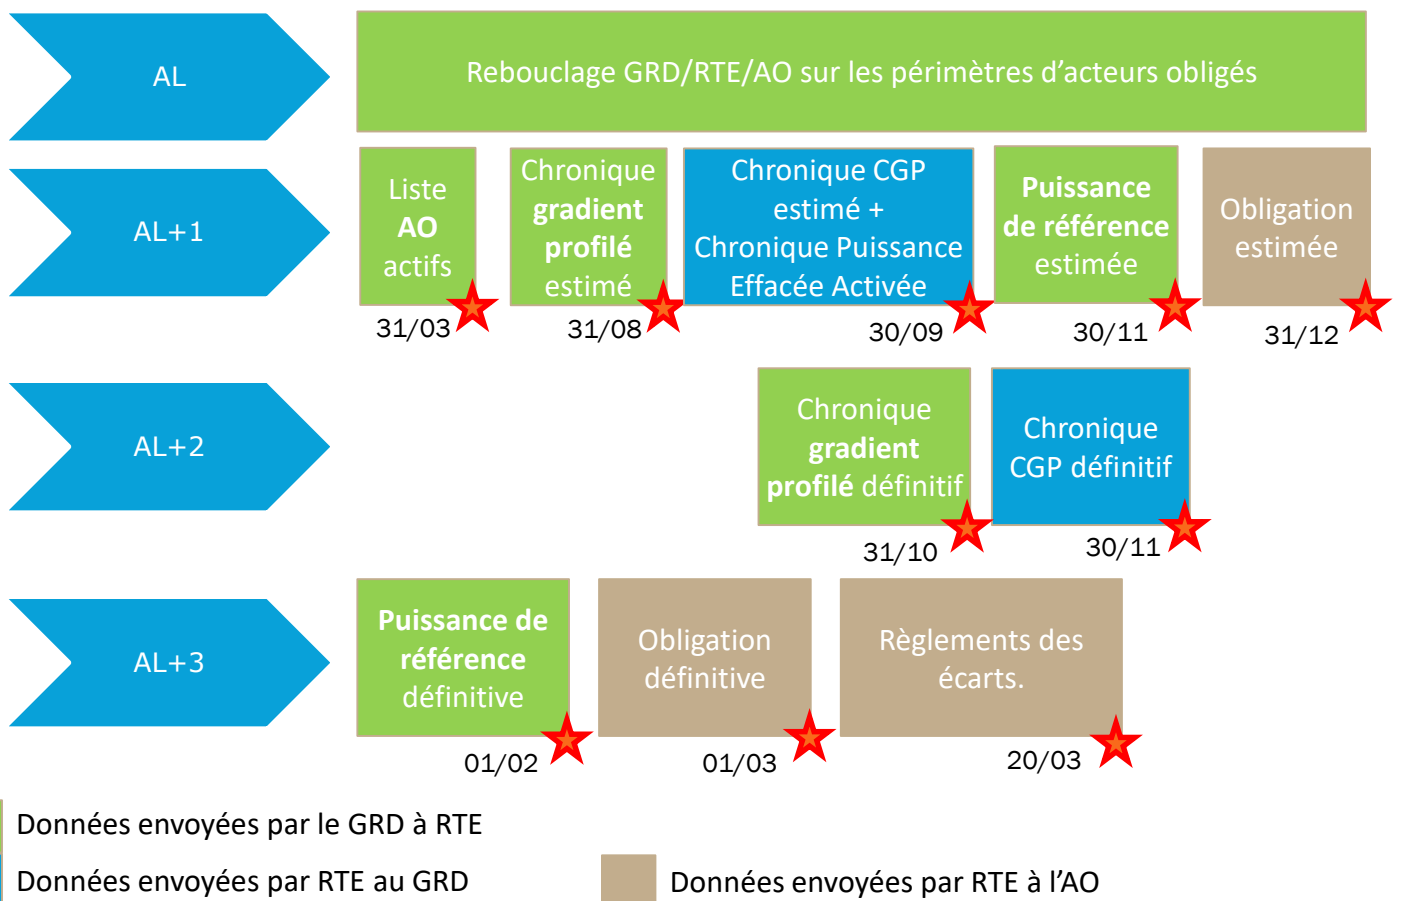 AL
Rebouclage GRD/RTE/AO sur les périmètres d’acteurs obligés
AL+1
Liste
AO
actifs
31/03
Chronique
gradient
profilé
estimé
31/08
Chronique CGP
estimé +
Chronique Puissance
Effacée Activée
30/09
Puissance
de référence
estimée
30/11
Obligation
estimée
31/12
AL+2
Chronique
gradient
profilé définitif
31/10
Chronique
CGP définitif
30/11
AL+3
Puissance de
référence
définitive
01/02
Obligation
définitive
01/03
Règlements des
écarts.
20/03
Données envoyées par le GRD à RTE
Données envoyées par RTE au GRD
Données envoyées par RTE à l’AO